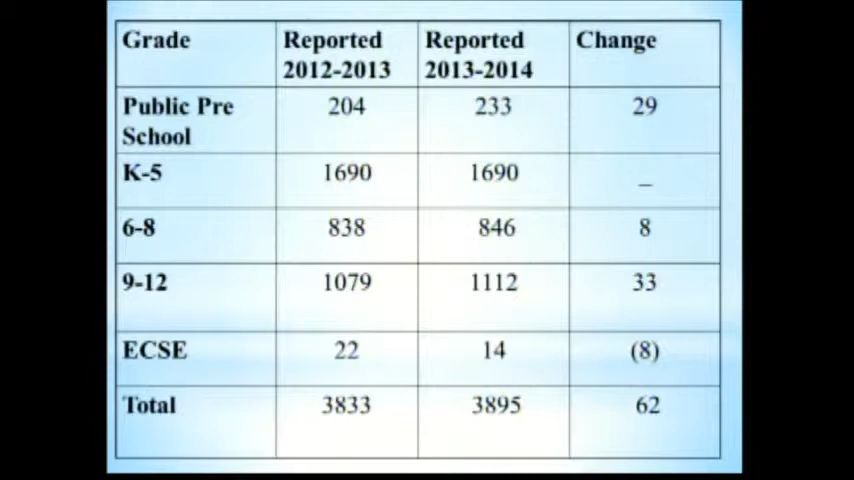 Grade Reported 2012-2013 Reported 2013-2014 Change
Public Pre School 204 233 29
K-5 1690 1690 _
6-8 838 846 8
9-12 1079 1112 33
ECSE 22 14 (8)
Total 3833 3895 62